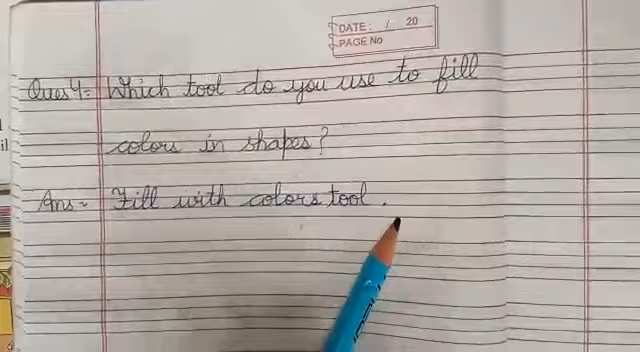 DATE: / 20
PAGE No
Ques4= Which tool do you use to fill
colors in shapes?
Ans= Fill with colors tool.